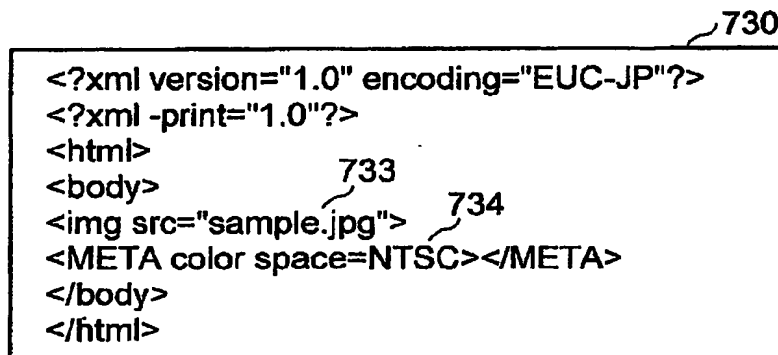 730
<?xml version="1.0" encoding="EUC-JP"?>
<?xml -print="1.0"?>
<html>
<body>
733
<img src="sample.jpg">
734
<META color space=NTSC></META>
</body>
</html>